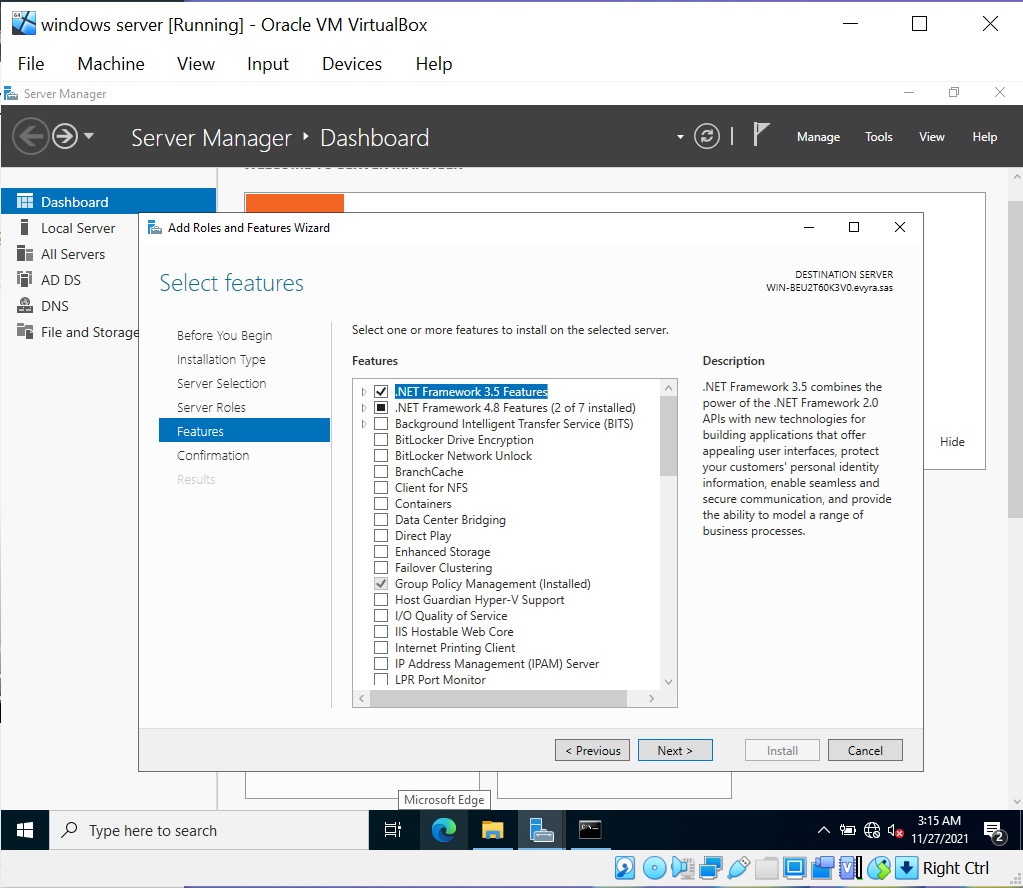 windows server [Running] - Oracle VM VirtualBox
File Machine View Input Devices Help
Server Manager
Server Manager ‣ Dashboard
Manage Tools View Help
WELCOME TO SERVER MANAGER
Dashboard
Local Server
All Servers
AD DS
DNS
File and Storage
Add Roles and Features Wizard
Select features
DESTINATION SERVER
WIN-BEU2T60K3V0.evyra.sas
Before You Begin
Installation Type
Server Selection
Server Roles
Features
Confirmation
Results
Select one or more features to install on the selected server.
Features
.NET Framework 3.5 Features
.NET Framework 4.8 Features (2 of 7 installed)
Background Intelligent Transfer Service (BITS)
BitLocker Drive Encryption
BitLocker Network Unlock
BranchCache
Client for NFS
Containers
Data Center Bridging
Direct Play
Enhanced Storage
Failover Clustering
Group Policy Management (Installed)
Host Guardian Hyper-V Support
I/O Quality of Service
IIS Hostable Web Core
Internet Printing Client
IP Address Management (IPAM) Server
LPR Port Monitor
Description
.NET Framework 3.5 combines the
power of the .NET Framework 2.0
APIs with new technologies for
building applications that offer
appealing user interfaces, protect
your customers' personal identity
information, enable seamless and
secure communication, and provide
the ability to model a range of
business processes.
Hide
< Previous Next > Install Cancel
Microsoft Edge
Type here to search
3:15 AM
11/27/2021
2
Right Ctrl